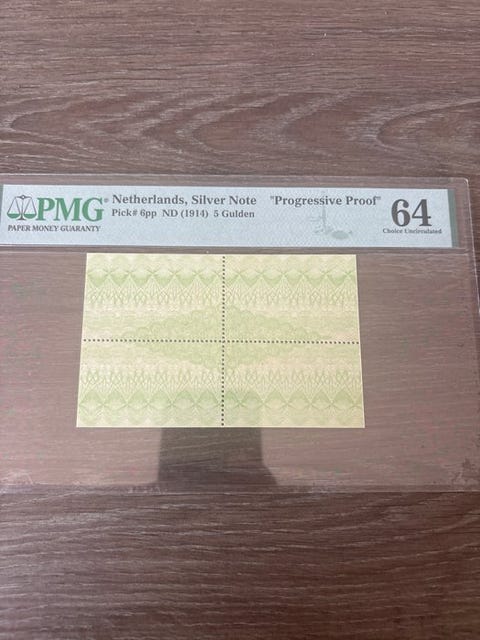 PMG
PAPER MONEY GUARANTY
Netherlands, Silver Note "Progressive Proof"
Pick# 6pp ND (1914) 5 Gulden
64
Choice Uncirculated